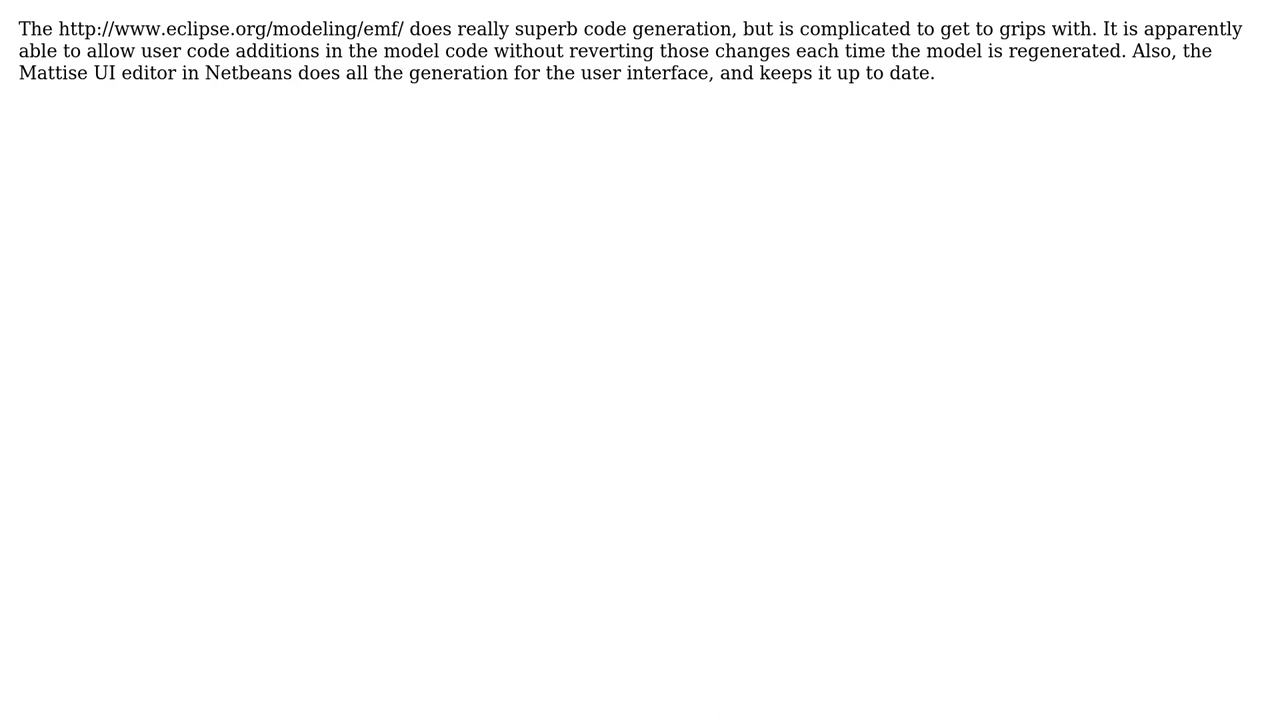 The http://www.eclipse.org/modeling/emf/ does really superb code generation, but is complicated to get to grips with. It is apparently
able to allow user code additions in the model code without reverting those changes each time the model is regenerated. Also, the
Mattise UI editor in Netbeans does all the generation for the user interface, and keeps it up to date.